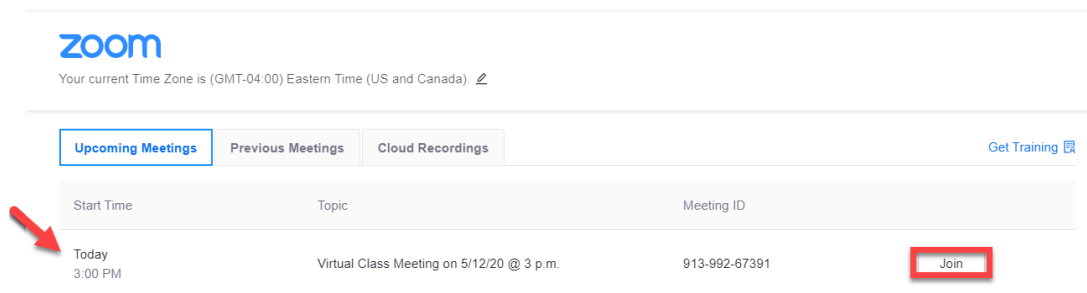 zoom
Your current Time Zone is (GMT-04:00) Eastern Time (US and Canada).
Upcoming Meetings Previous Meetings Cloud Recordings Get Training
Start Time Topic Meeting ID
Today
3:00 PM Virtual Class Meeting on 5/12/20 @ 3 p.m. 913-992-67391 Join